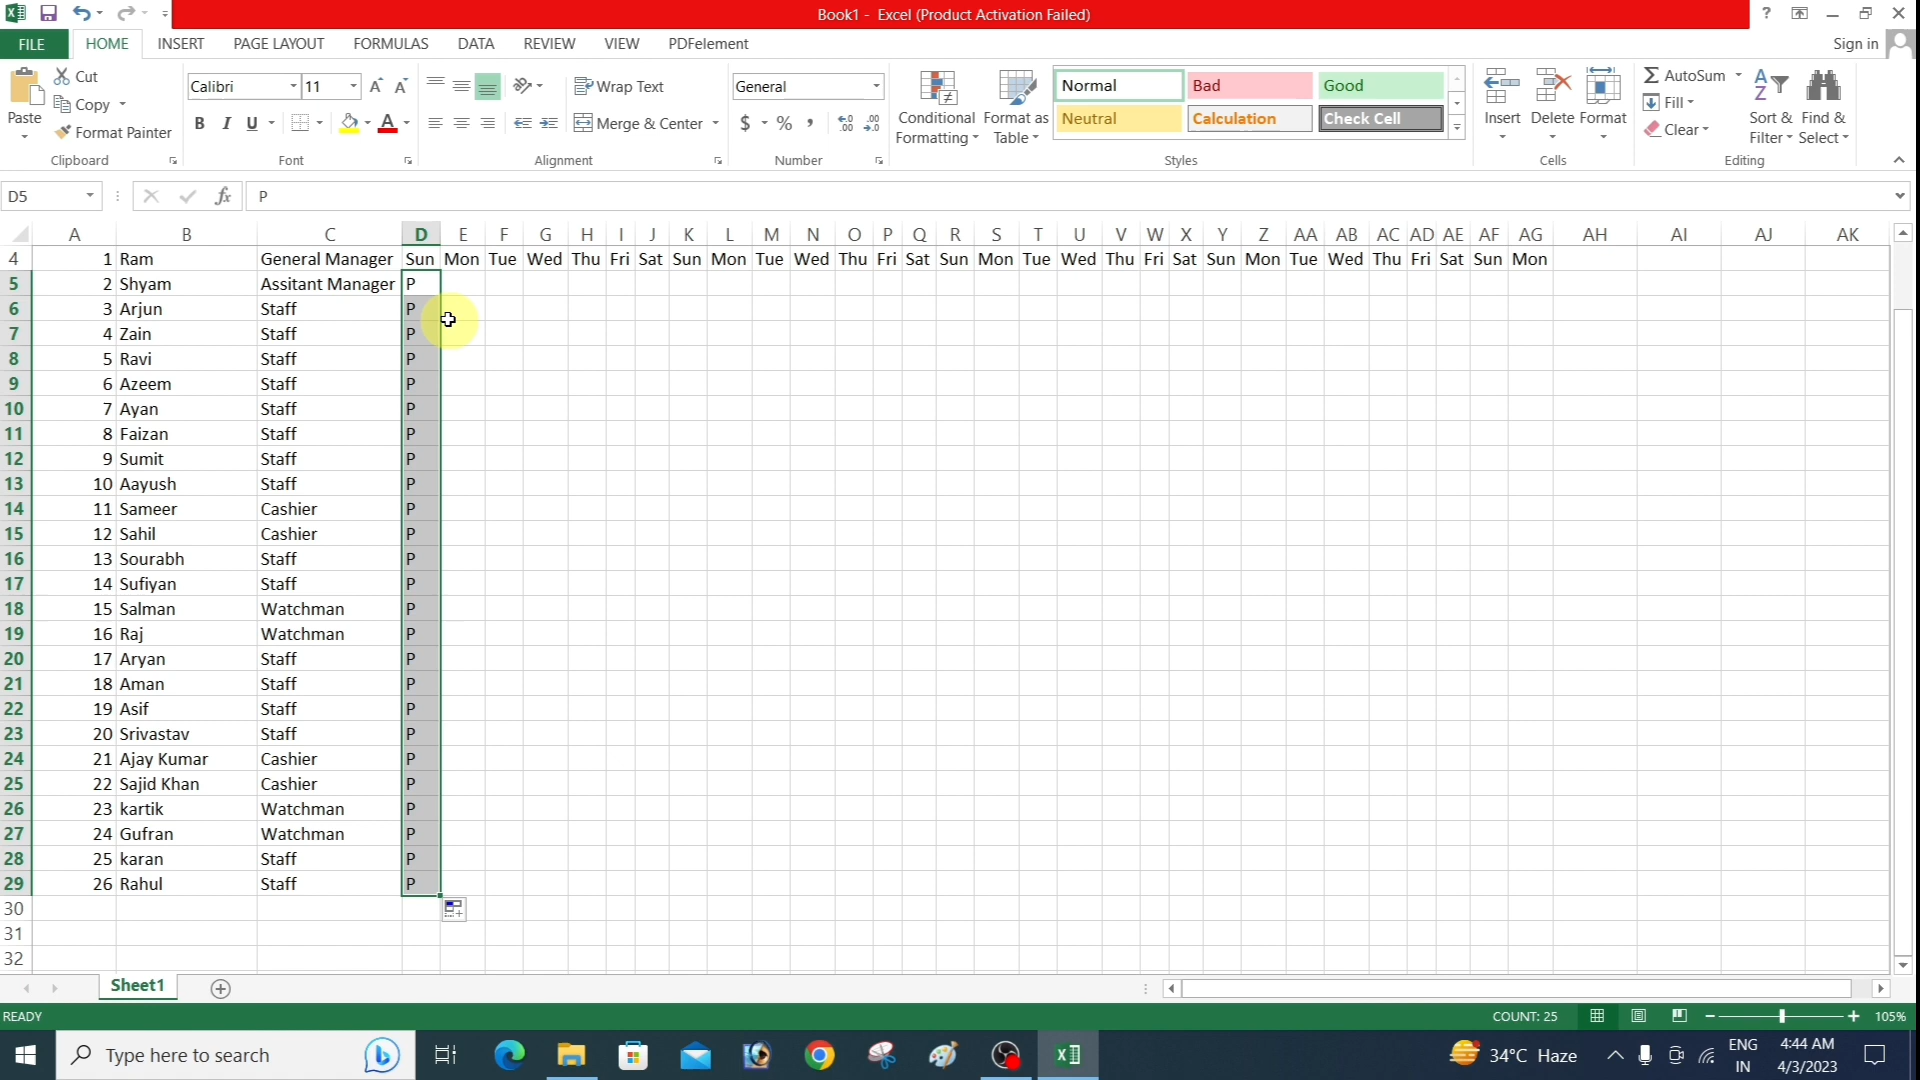 Book1 - Excel (Product Activation Failed)
FILE HOME INSERT PAGE LAYOUT FORMULAS DATA REVIEW VIEW PDFelement Sign in
Paste Cut Copy Format Painter
Calibri 11 Wrap Text General
B I U Merge & Center $ % ,
Conditional Formatting Format as Table
Normal Bad Good
Neutral Calculation Check Cell
Insert Delete Format
AutoSum Fill Clear Sort & Filter Find & Select
Clipboard Font Alignment Number Styles Cells Editing
D5 fx P
A B C D E F G H I J K L M N O P Q R S T U V W X Y Z AA AB AC AD AE AF AG AH AI AJ AK
4 1 Ram General Manager Sun Mon Tue Wed Thu Fri Sat Sun Mon Tue Wed Thu Fri Sat Sun Mon Tue Wed Thu Fri Sat Sun Mon Tue Wed Thu Fri Sat Sun Mon
5 2 Shyam Assitant Manager P
6 3 Arjun Staff P
7 4 Zain Staff P
8 5 Ravi Staff P
9 6 Azeem Staff P
10 7 Ayan Staff P
11 8 Faizan Staff P
12 9 Sumit Staff P
13 10 Aayush Staff P
14 11 Sameer Cashier P
15 12 Sahil Cashier P
16 13 Sourabh Staff P
17 14 Sufiyan Staff P
18 15 Salman Watchman P
19 16 Raj Watchman P
20 17 Aryan Staff P
21 18 Aman Staff P
22 19 Asif Staff P
23 20 Srivastav Staff P
24 21 Ajay Kumar Cashier P
25 22 Sajid Khan Cashier P
26 23 kartik Watchman P
27 24 Gufran Watchman P
28 25 karan Staff P
29 26 Rahul Staff P
30
31
32
Sheet1
READY COUNT: 25 105%
Type here to search 34°C Haze ENG IN 4:44 AM 4/3/2023